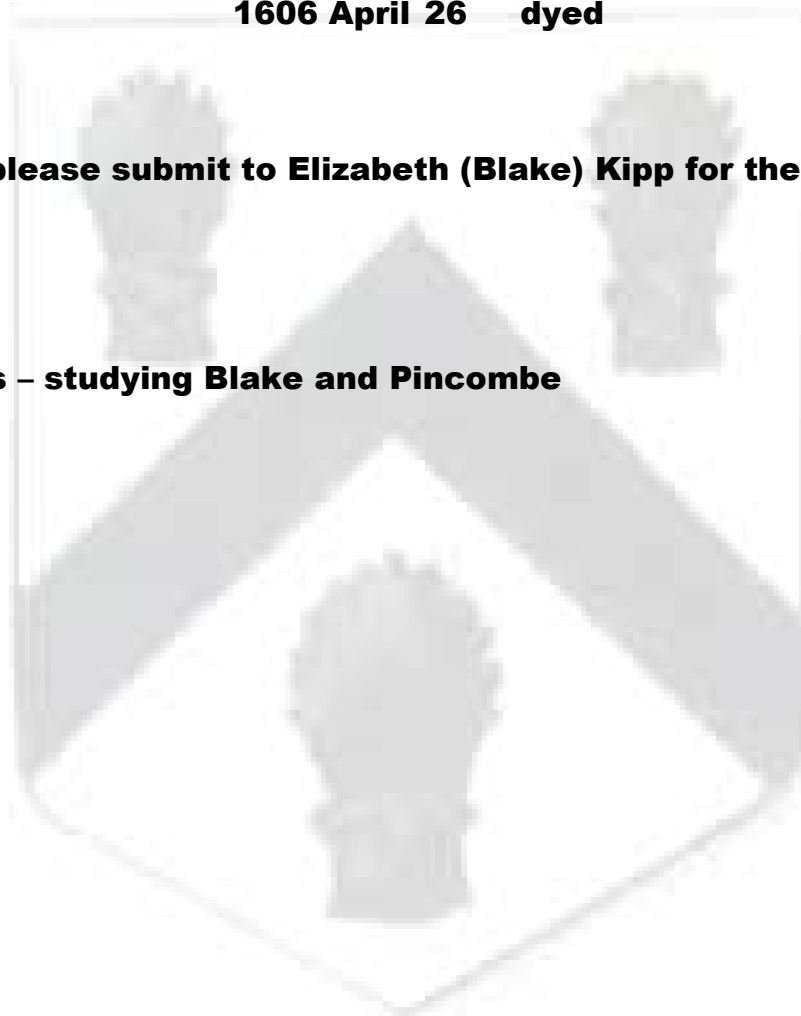 1606 April 26 dyed
please submit to Elizabeth (Blake) Kipp for the
s – studying Blake and Pincombe